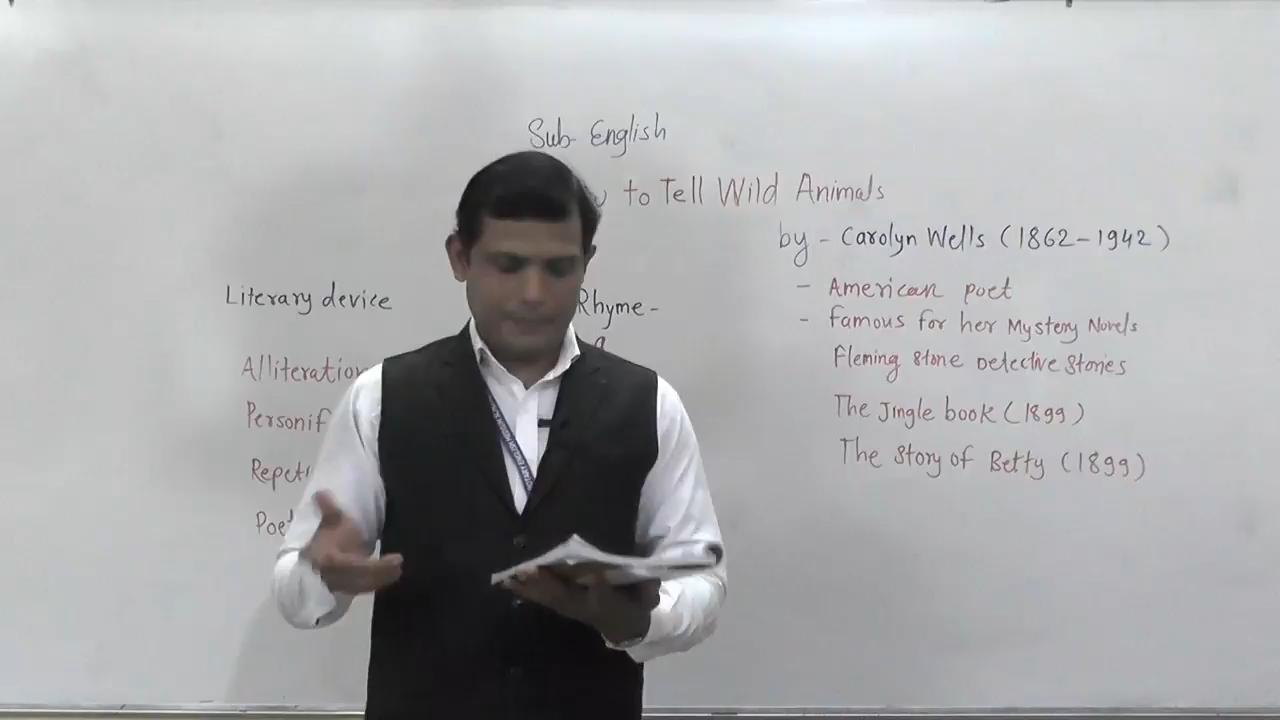 Sub- English
to Tell Wild Animals
by - Carolyn Wells (1862-1942)
- American poet
- famous for her Mystery Novels
Fleming Stone Detective Stories
The Jingle book (1899)
The Story of Betty (1899)
Literary device
Alliteration
Personif
Repet
Poet
Rhyme -